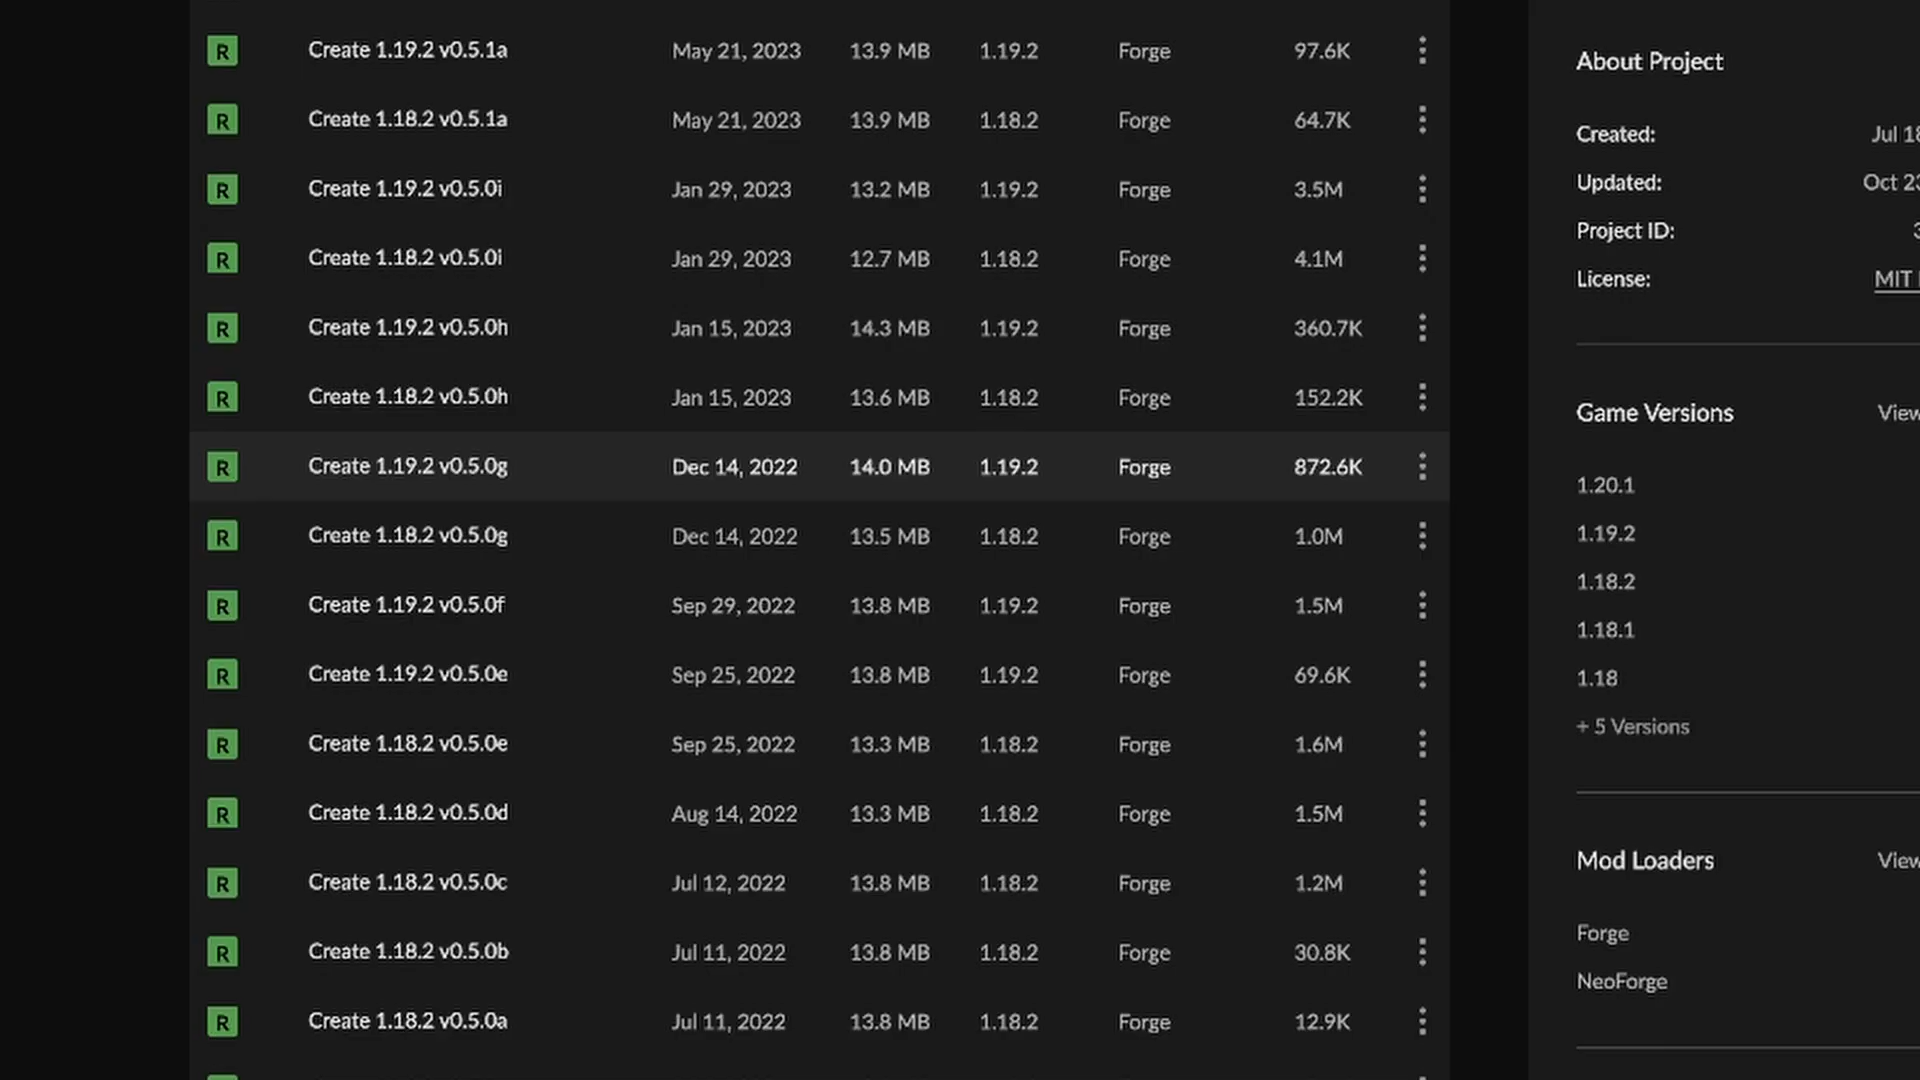 R Create 1.19.2 v0.5.1a May 21, 2023 13.9 MB 1.19.2 Forge 97.6K
R Create 1.18.2 v0.5.1a May 21, 2023 13.9 MB 1.18.2 Forge 64.7K
R Create 1.19.2 v0.5.0i Jan 29, 2023 13.2 MB 1.19.2 Forge 3.5M
R Create 1.18.2 v0.5.0i Jan 29, 2023 12.7 MB 1.18.2 Forge 4.1M
R Create 1.19.2 v0.5.0h Jan 15, 2023 14.3 MB 1.19.2 Forge 360.7K
R Create 1.18.2 v0.5.0h Jan 15, 2023 13.6 MB 1.18.2 Forge 152.2K
R Create 1.19.2 v0.5.0g Dec 14, 2022 14.0 MB 1.19.2 Forge 872.6K
R Create 1.18.2 v0.5.0g Dec 14, 2022 13.5 MB 1.18.2 Forge 1.0M
R Create 1.19.2 v0.5.0f Sep 29, 2022 13.8 MB 1.19.2 Forge 1.5M
R Create 1.19.2 v0.5.0e Sep 25, 2022 13.8 MB 1.19.2 Forge 69.6K
R Create 1.18.2 v0.5.0e Sep 25, 2022 13.3 MB 1.18.2 Forge 1.6M
R Create 1.18.2 v0.5.0d Aug 14, 2022 13.3 MB 1.18.2 Forge 1.5M
R Create 1.18.2 v0.5.0c Jul 12, 2022 13.8 MB 1.18.2 Forge 1.2M
R Create 1.18.2 v0.5.0b Jul 11, 2022 13.8 MB 1.18.2 Forge 30.8K
R Create 1.18.2 v0.5.0a Jul 11, 2022 13.8 MB 1.18.2 Forge 12.9K
About Project
Created: Jul 18
Updated: Oct 23
Project ID: 3
License: MIT
Game Versions View
1.20.1
1.19.2
1.18.2
1.18.1
1.18
+ 5 Versions
Mod Loaders View
Forge
NeoForge